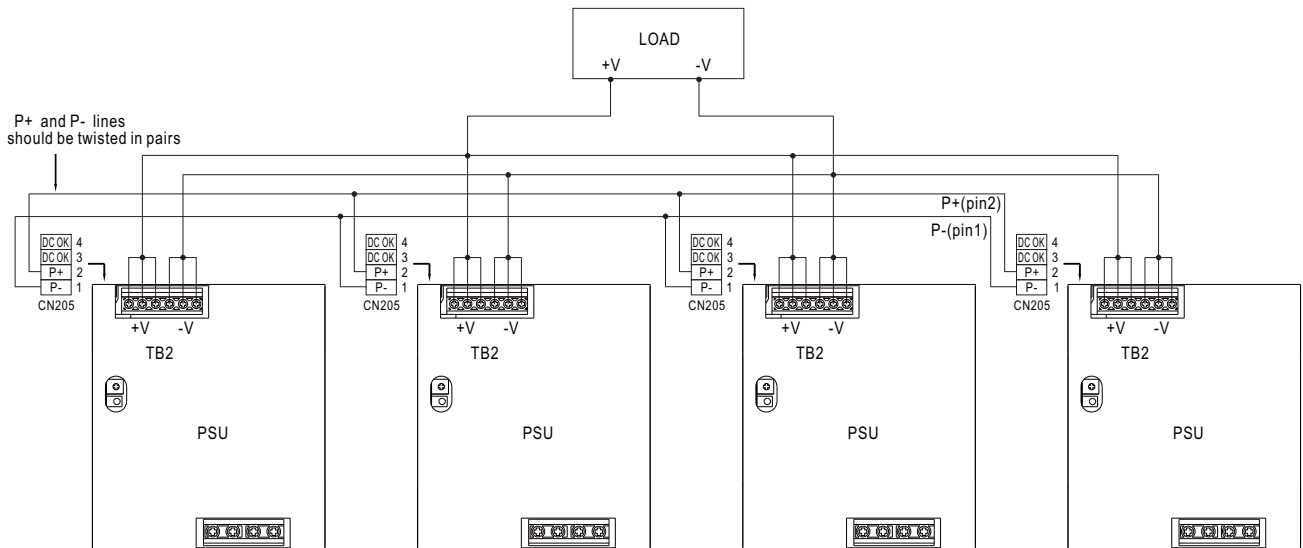 LOAD
+V -V
P+ and P- lines
should be twisted in pairs
P+(pin2)
P-(pin1)
DC OK 4
DC OK 3
P+ 2
P- 1
CN205
+V -V
TB2
PSU
DC OK 4
DC OK 3
P+ 2
P- 1
CN205
+V -V
TB2
PSU
DC OK 4
DC OK 3
P+ 2
P- 1
CN205
+V -V
TB2
PSU
DC OK 4
DC OK 3
P+ 2
P- 1
CN205
+V -V
TB2
PSU